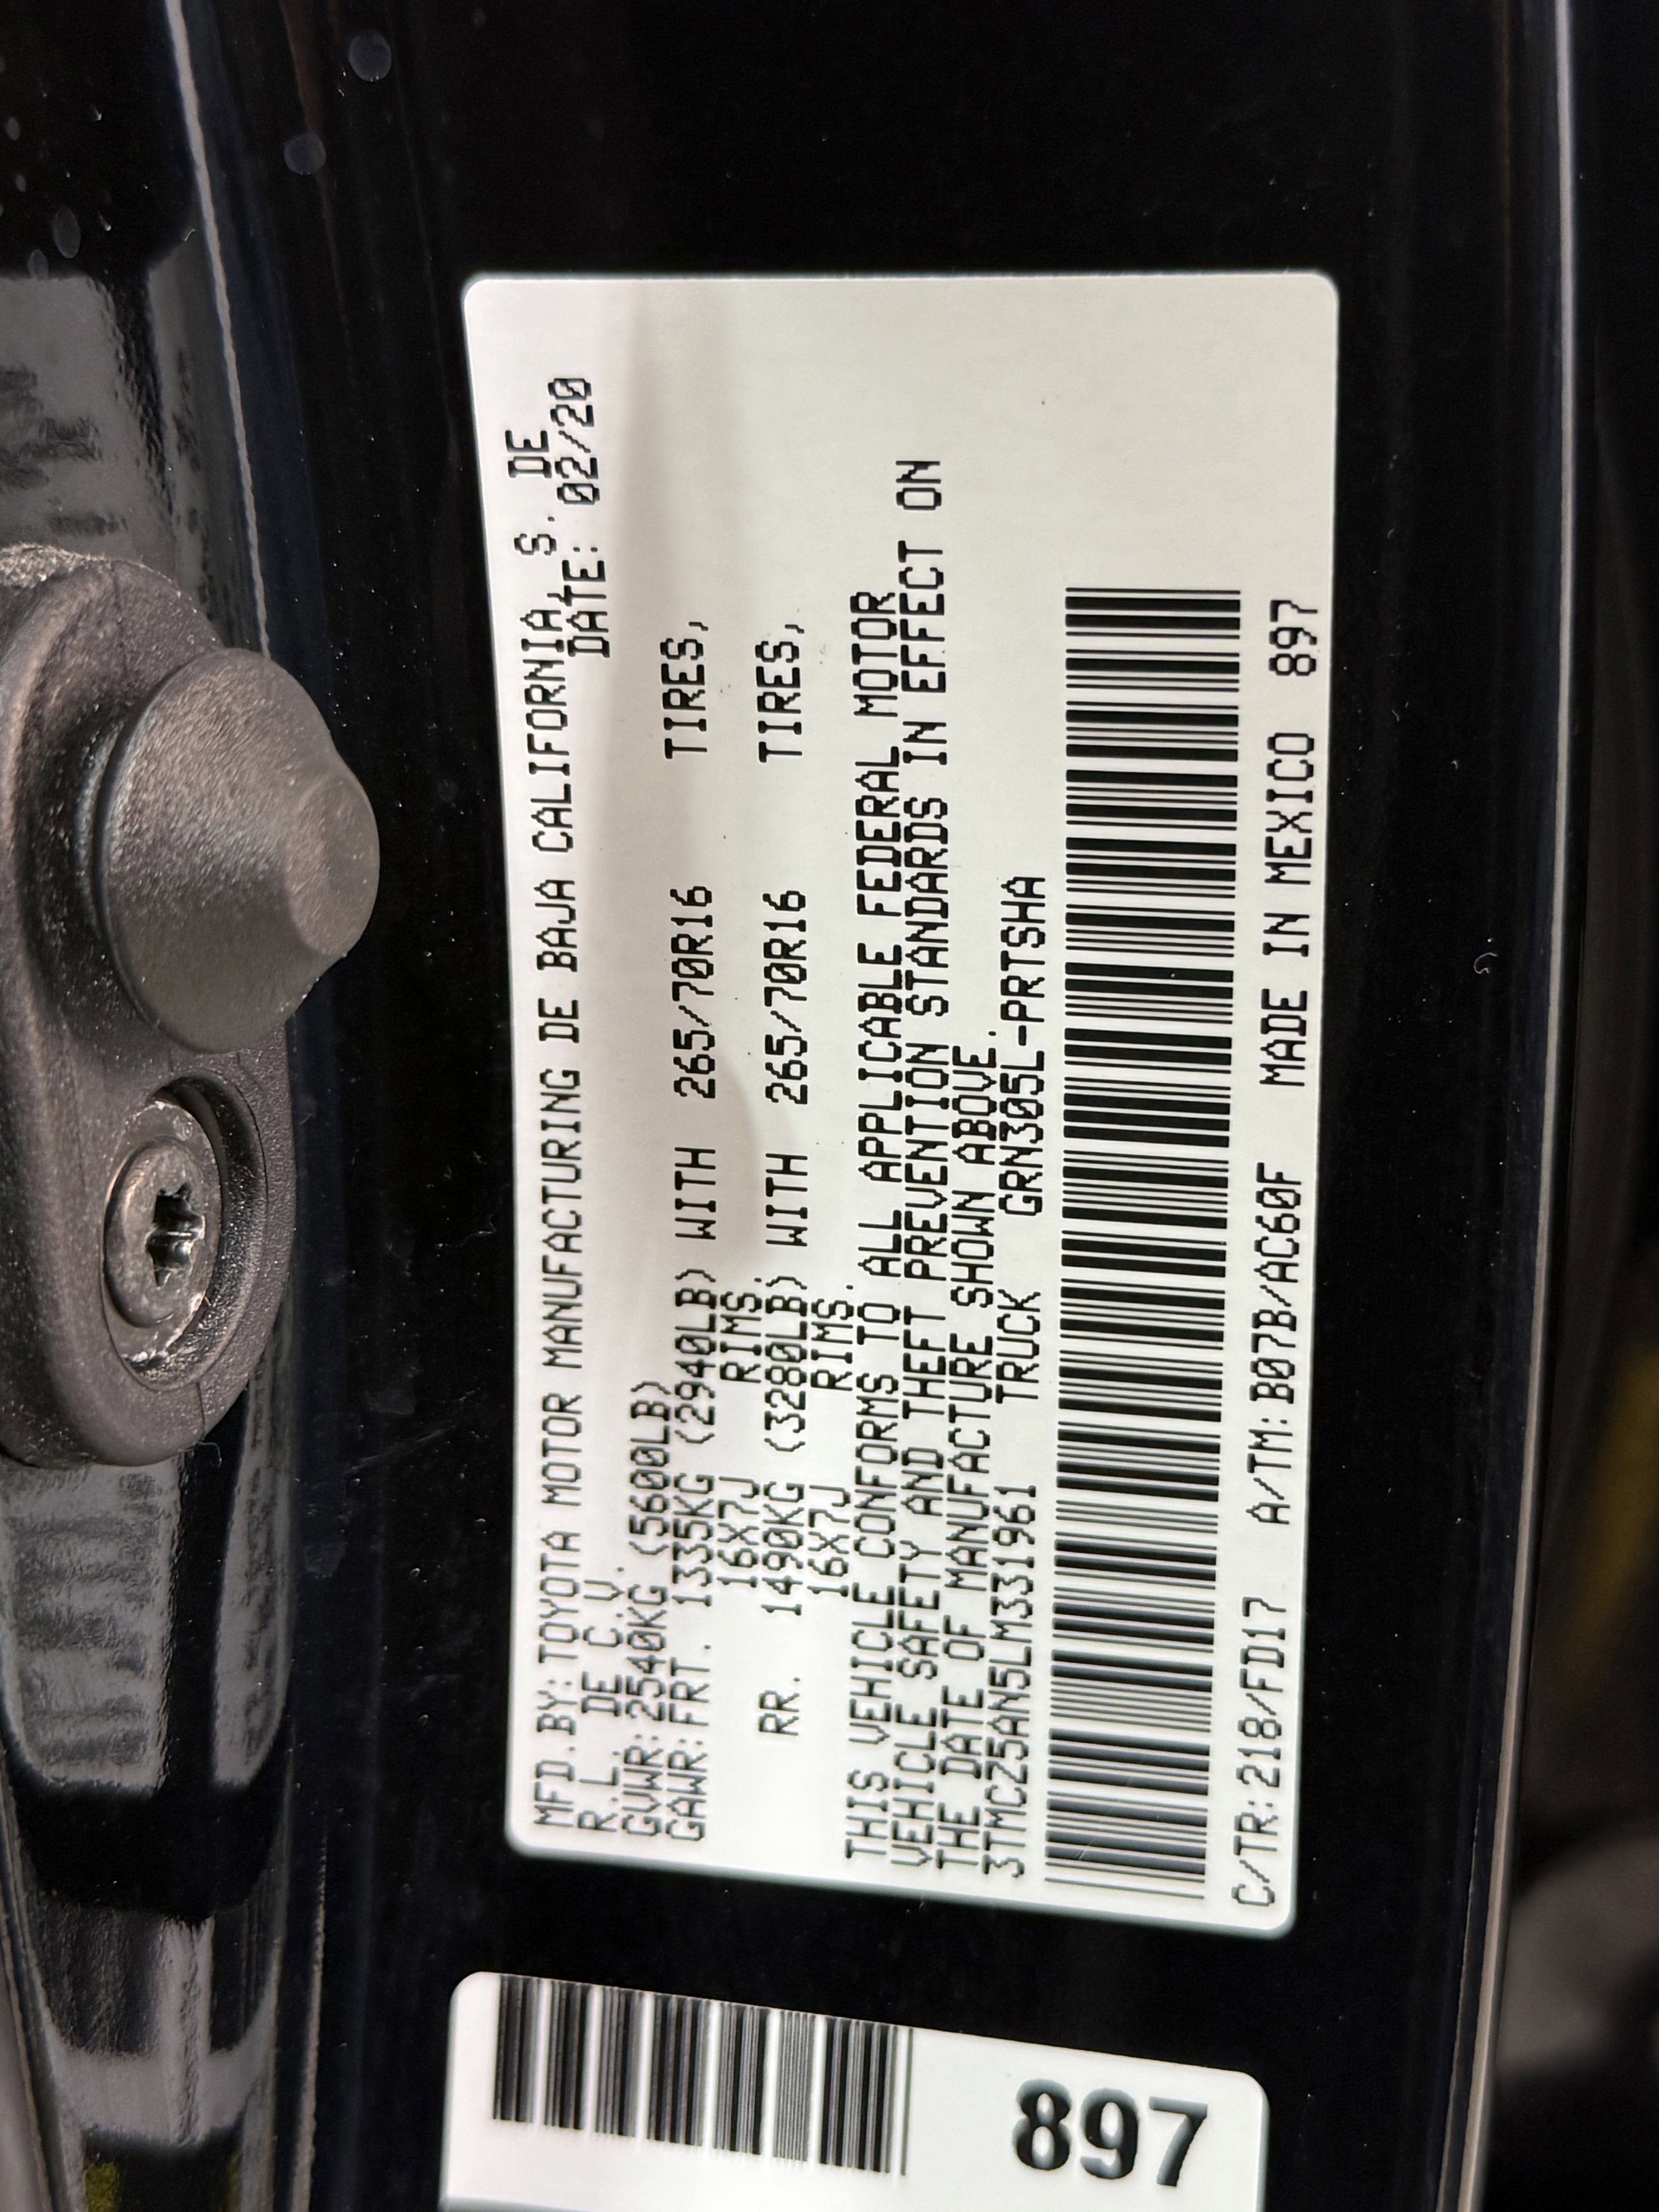 MFD.BY:TOYOTA MOTOR MANUFACTURING DE BAJA CALIFORNIA, S. DE
R.L. DE C.V. DATE: 02/20
GVWR:2540KG (5600LB)
GAWR:FRT. 1335KG (2940LB) WITH 265/70R16 TIRES,
16X7J RIMS.
RR. 1490KG (3280LB) WITH 265/70R16 TIRES,
16X7J RIMS.
THIS VEHICLE CONFORMS TO ALL APPLICABLE FEDERAL MOTOR
VEHICLE SAFETY AND THEFT PREVENTION STANDARDS IN EFFECT ON
THE DATE OF MANUFACTURE SHOWN ABOVE.
3TMCZ5AN5LM331961 TRUCK GRN305L-PRTSHA
C/TR:218/FD17 A/TM:B07B/AC60F MADE IN MEXICO 897
897